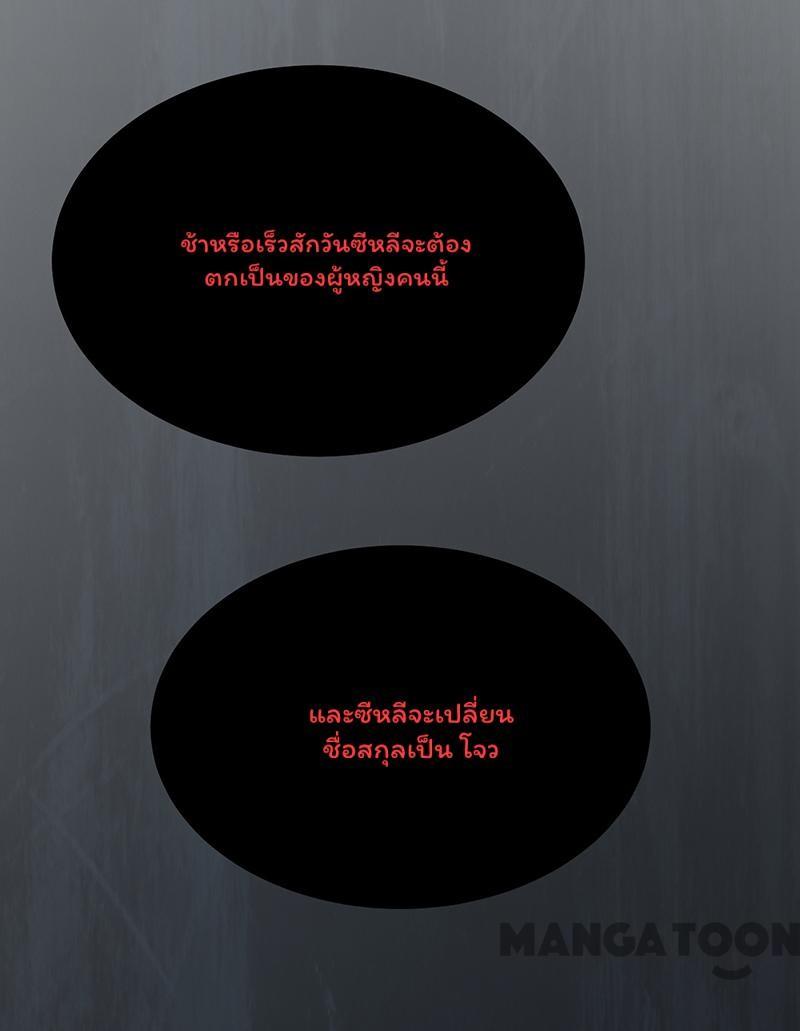 ช้าหรือเร็วสักวันซีหลีจะต้อง
ตกเป็นของผู้หญิงคนนี้
และซีหลีจะเปลี่ยน
ชื่อสกุลเป็น โจว
MANGATOON